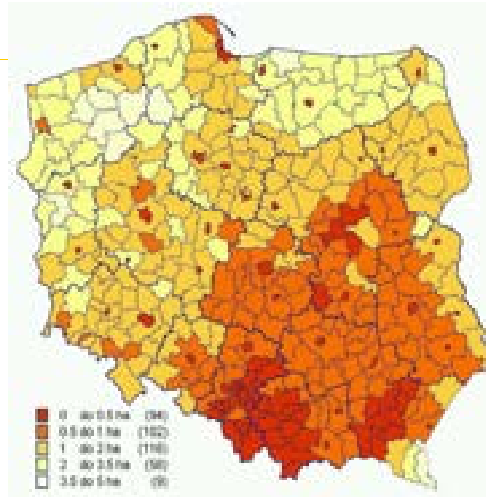 0 do 0.5 ha (94)
0.5 do 1 ha (102)
1 do 2 ha (116)
2 do 3.5 ha (58)
3.5 do 5 ha (9)